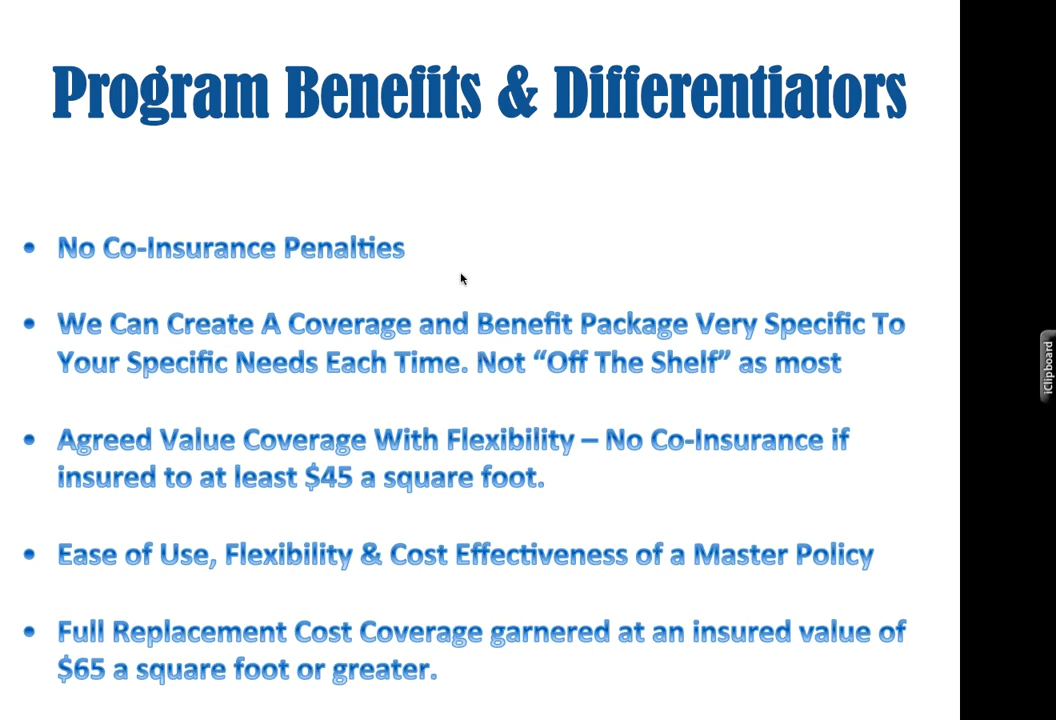 Program Benefits & Differentiators
• No Co-Insurance Penalties
• We Can Create A Coverage and Benefit Package Very Specific To
Your Specific Needs Each Time. Not “Off The Shelf” as most
• Agreed Value Coverage With Flexibility – No Co-Insurance if
insured to at least $45 a square foot.
• Ease of Use, Flexibility & Cost Effectiveness of a Master Policy
• Full Replacement Cost Coverage garnered at an insured value of
$65 a square foot or greater.
iClipboard